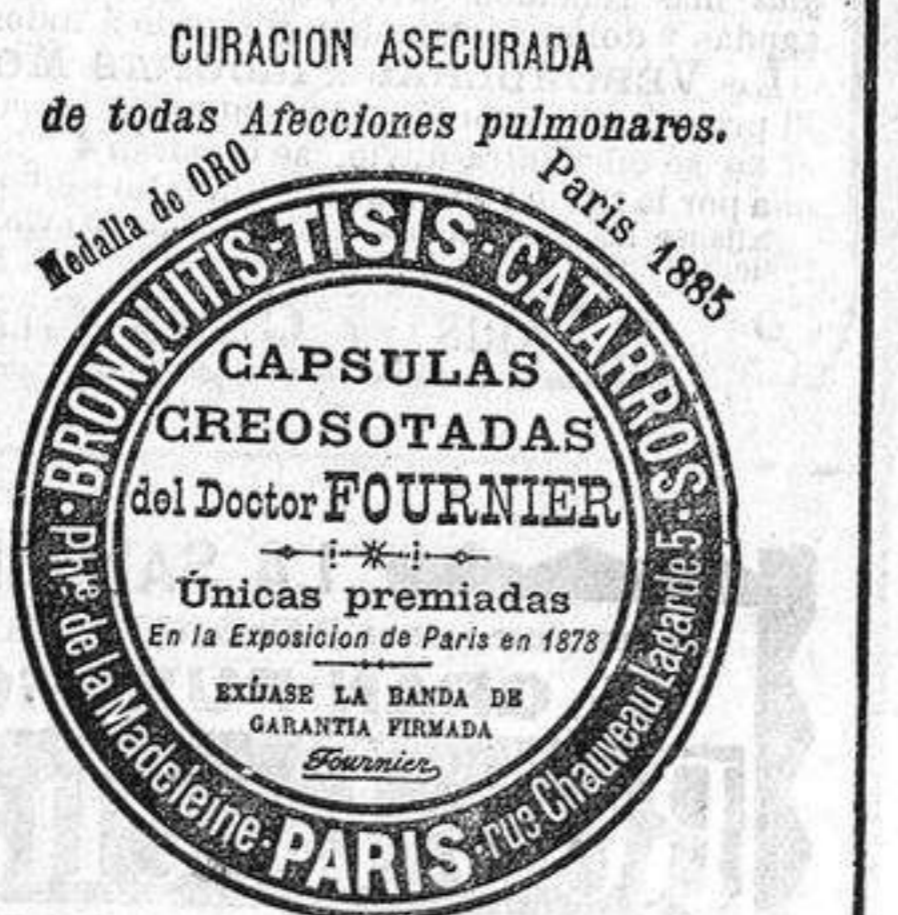 CURACION ASECURADA
de todas Afecciones pulmonares.
Medalla de ORO
Paris 1885
BRONQUITIS · TISIS · CATARROS
CAPSULAS
CREOSOTADAS
del Doctor FOURNIER
Únicas premiadas
En la Exposicion de Paris en 1878
EXÍJASE LA BANDA DE
GARANTIA FIRMADA
Fournier
Phie de la Madeleine · PARIS · rue Chauveau Lagarde 5